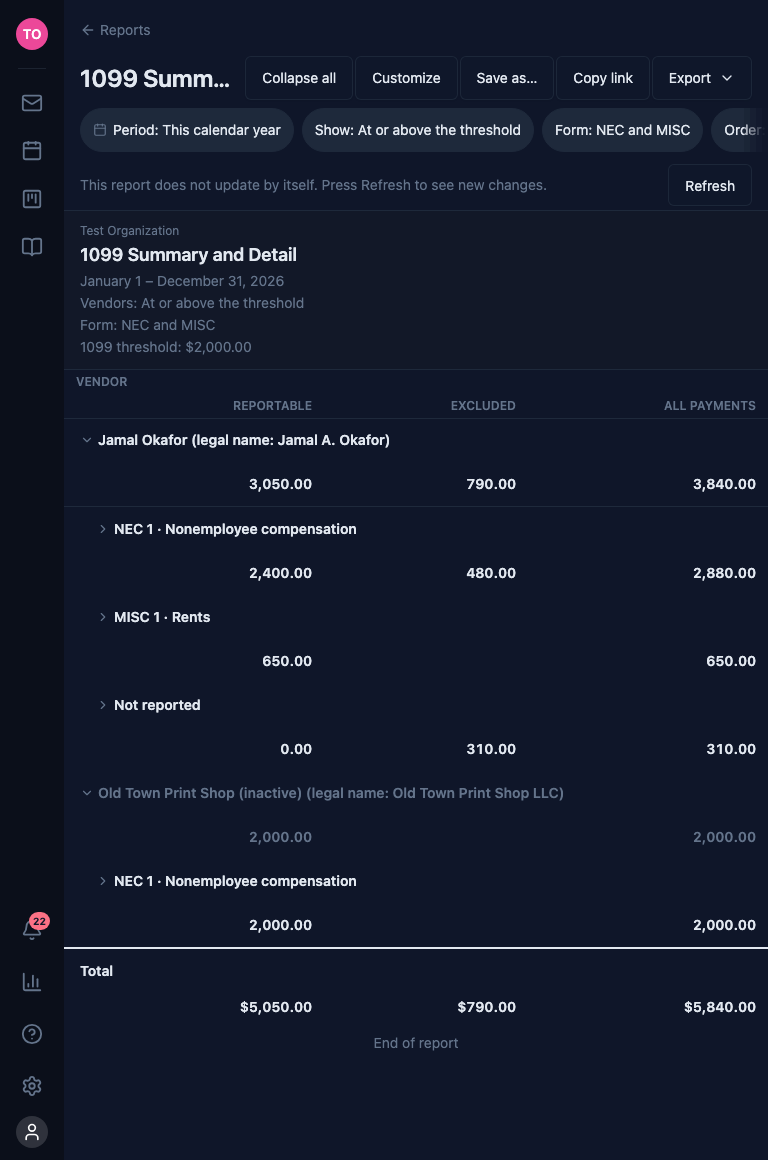 TO
Reports
1099 Summ...
Collapse all
Customize
Save as...
Copy link
Export
Period: This calendar year
Show: At or above the threshold
Form: NEC and MISC
Order
This report does not update by itself. Press Refresh to see new changes.
Refresh
Test Organization
1099 Summary and Detail
January 1 – December 31, 2026
Vendors: At or above the threshold
Form: NEC and MISC
1099 threshold: $2,000.00
VENDOR
REPORTABLE EXCLUDED ALL PAYMENTS
Jamal Okafor (legal name: Jamal A. Okafor)
3,050.00 790.00 3,840.00
NEC 1 · Nonemployee compensation
2,400.00 480.00 2,880.00
MISC 1 · Rents
650.00 650.00
Not reported
0.00 310.00 310.00
Old Town Print Shop (inactive) (legal name: Old Town Print Shop LLC)
2,000.00 2,000.00
NEC 1 · Nonemployee compensation
2,000.00 2,000.00
Total
$5,050.00 $790.00 $5,840.00
End of report
22